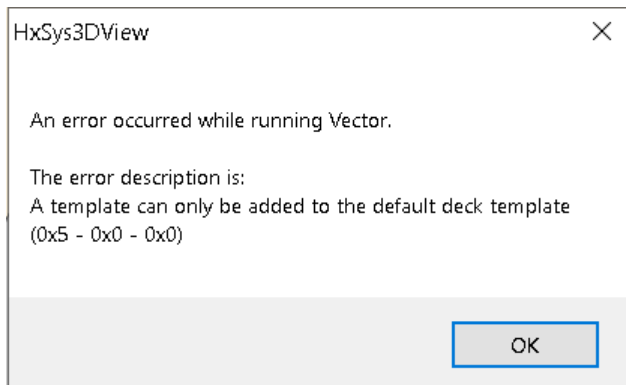 HxSys3DView
An error occurred while running Vector.
The error description is:
A template can only be added to the default deck template
(0x5 - 0x0 - 0x0)
OK